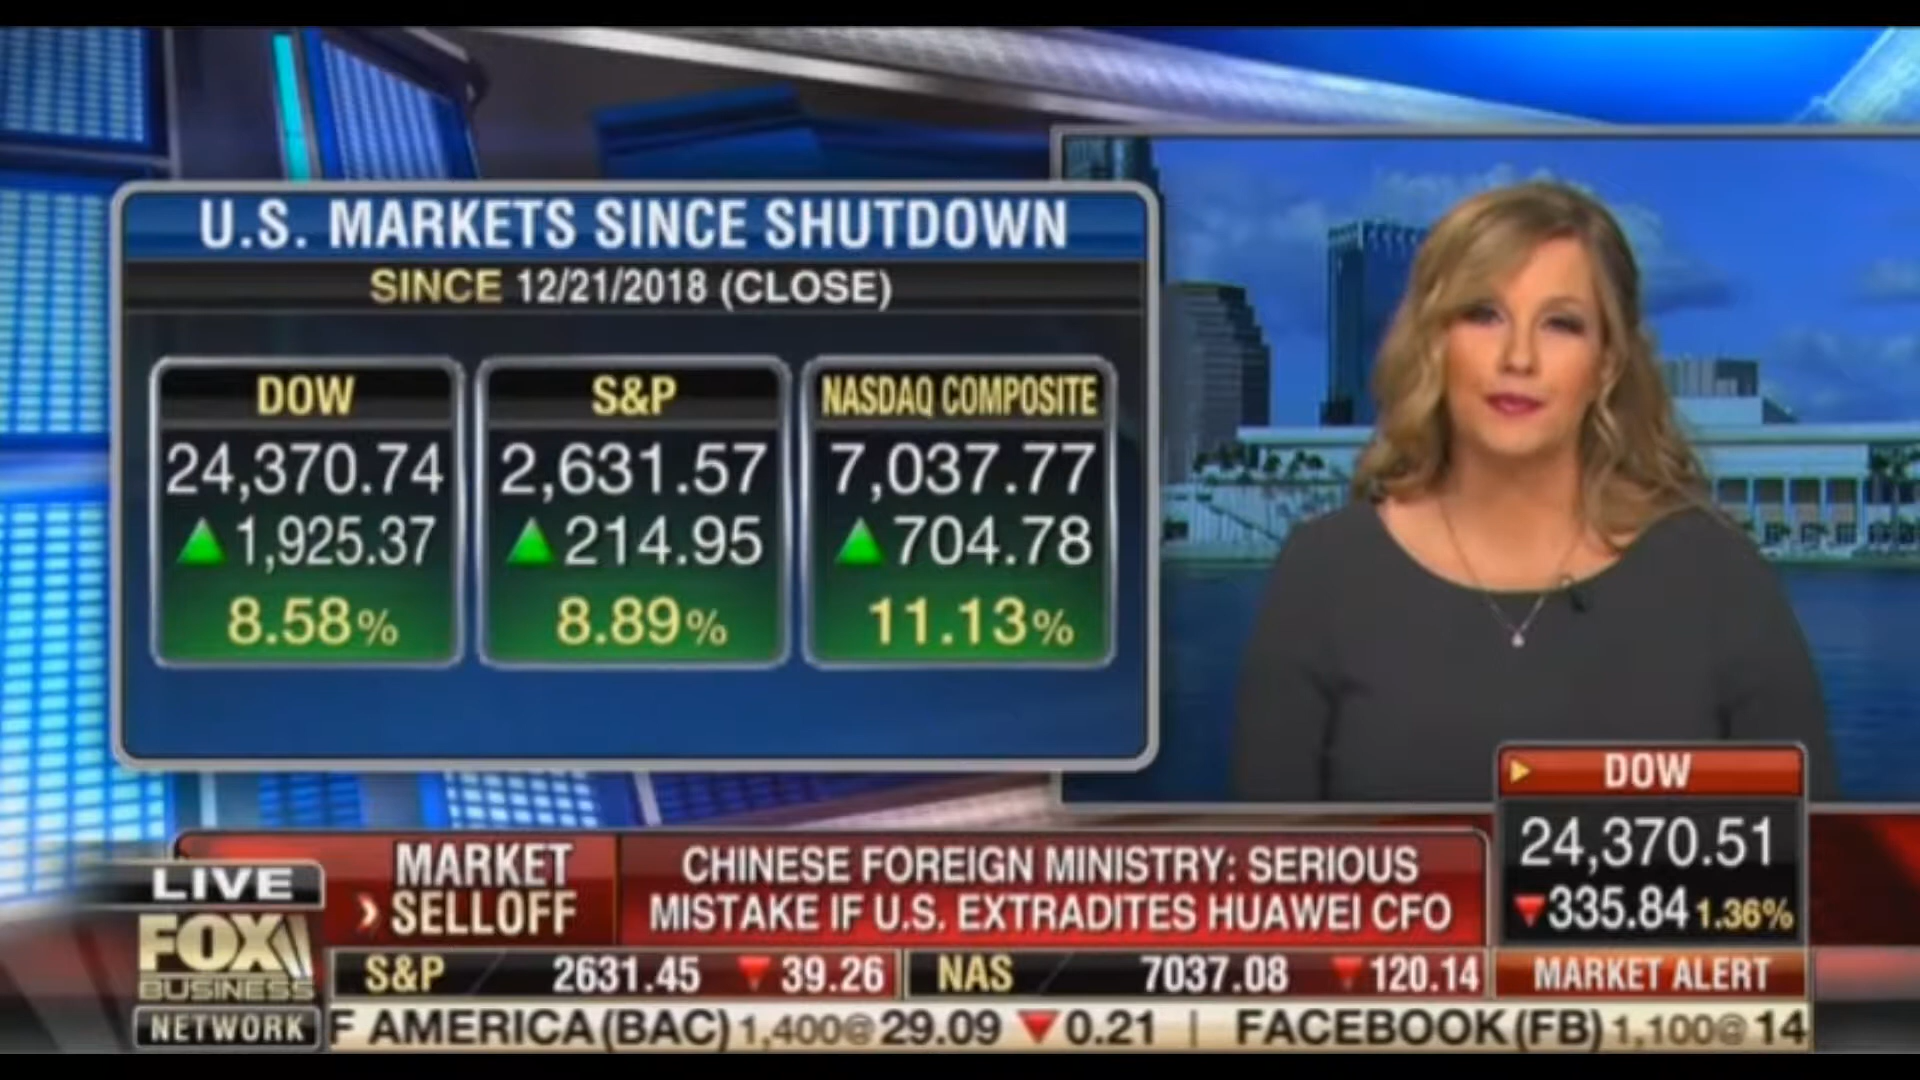 U.S. MARKETS SINCE SHUTDOWN
SINCE 12/21/2018 (CLOSE)
DOW
24,370.74
▲1,925.37
8.58%
S&P
2,631.57
▲214.95
8.89%
NASDAQ COMPOSITE
7,037.77
▲704.78
11.13%
DOW
24,370.51
▼335.84 1.36%
MARKET ALERT
LIVE
FOX
BUSINESS
NETWORK
MARKET
SELLOFF
CHINESE FOREIGN MINISTRY: SERIOUS
MISTAKE IF U.S. EXTRADITES HUAWEI CFO
S&P 2631.45 ▼39.26 NAS 7037.08 ▼120.14
F AMERICA(BAC) 1,400@29.09 ▼0.21 | FACEBOOK(FB) 1,100@14